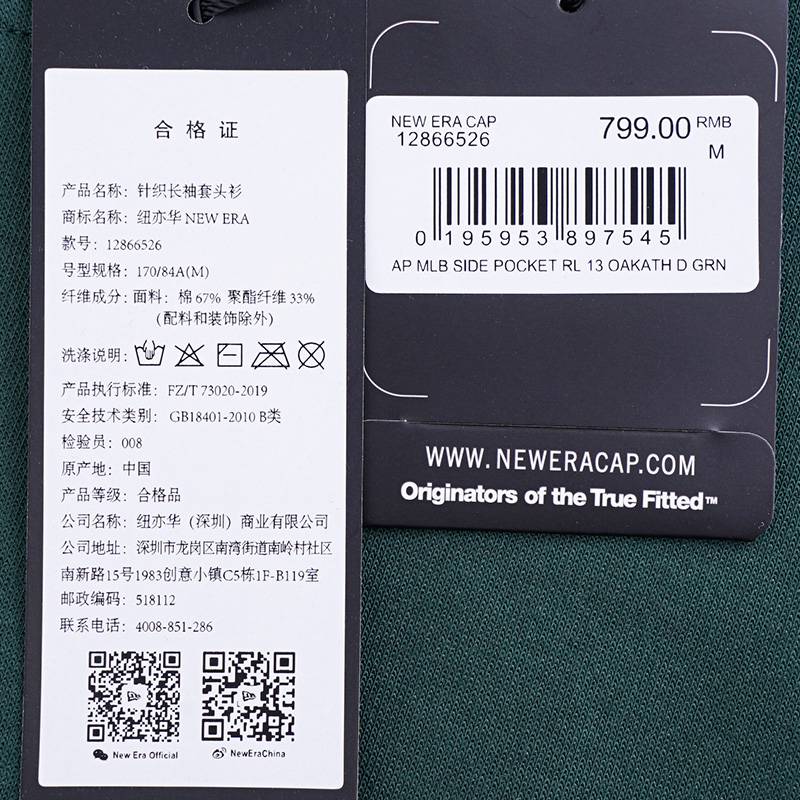 合格证
产品名称：针织长袖套头衫
商标名称：纽亦华 NEW ERA
款号：12866526
号型规格：170/84A(M)
纤维成分：面料：棉 67% 聚酯纤维 33%
(配料和装饰除外)
洗涤说明：
产品执行标准：FZ/T 73020-2019
安全技术类别：GB18401-2010 B类
检验员：008
原产地：中国
产品等级：合格品
公司名称：纽亦华（深圳）商业有限公司
公司地址：深圳市龙岗区南湾街道南岭村社区
南新路15号1983创意小镇C5栋1F-B119室
邮政编码：518112
联系电话：4008-851-286
New Era Official
NewEraChina
NEW ERA CAP
12866526
799.00 RMB
M
0 195953 897545
AP MLB SIDE POCKET RL 13 OAKATH D GRN
WWW.NEWERACAP.COM
Originators of the True Fitted™